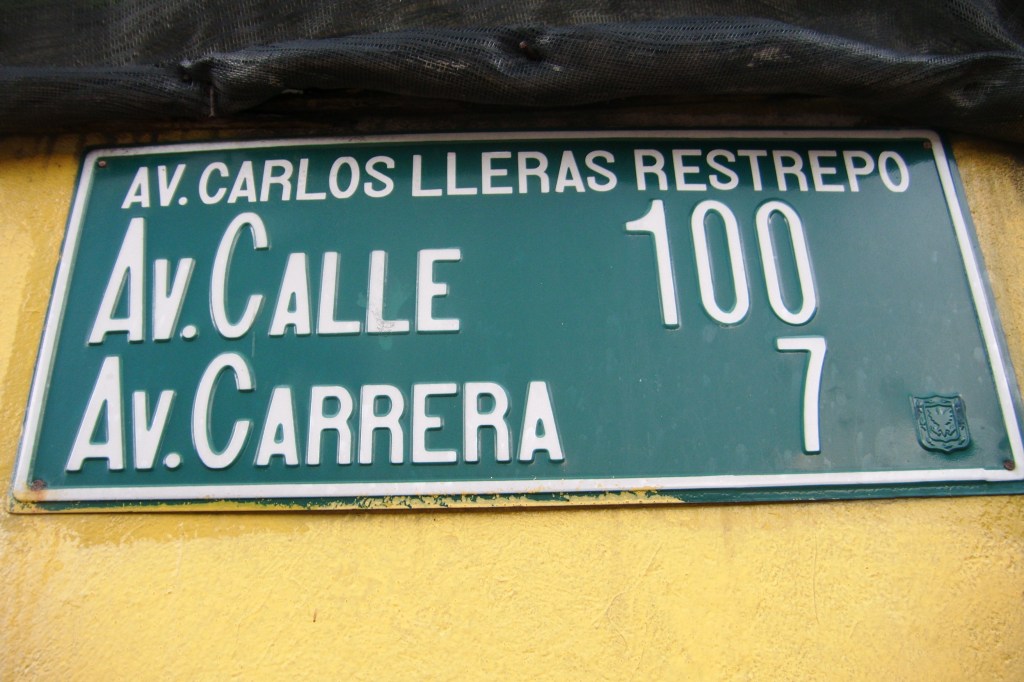 AV. CARLOS LLERAS RESTREPO
AV. CALLE 100
AV. CARRERA 7